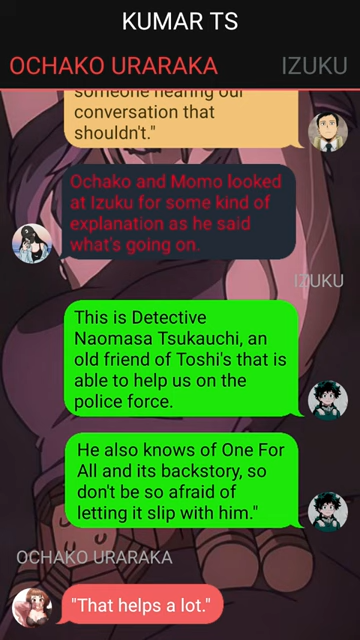 KUMAR TS
OCHAKO URARAKA
IZUKU
someone hearing our
conversation that
shouldn't."
Ochako and Momo looked
at Izuku for some kind of
explanation as he said
what's going on.
IZUKU
This is Detective
Naomasa Tsukauchi, an
old friend of Toshi's that is
able to help us on the
police force.
He also knows of One For
All and its backstory, so
don't be so afraid of
letting it slip with him."
OCHAKO URARAKA
"That helps a lot."